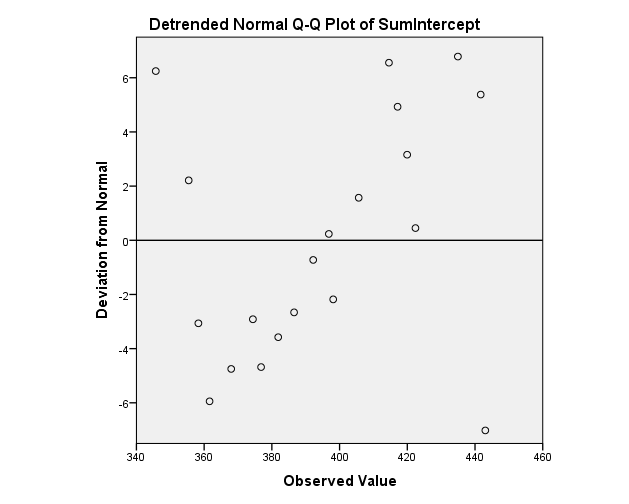 Detrended Normal Q-Q Plot of SumIntercept
Deviation from Normal
6
4
2
0
-2
-4
-6
340 360 380 400 420 440 460
Observed Value